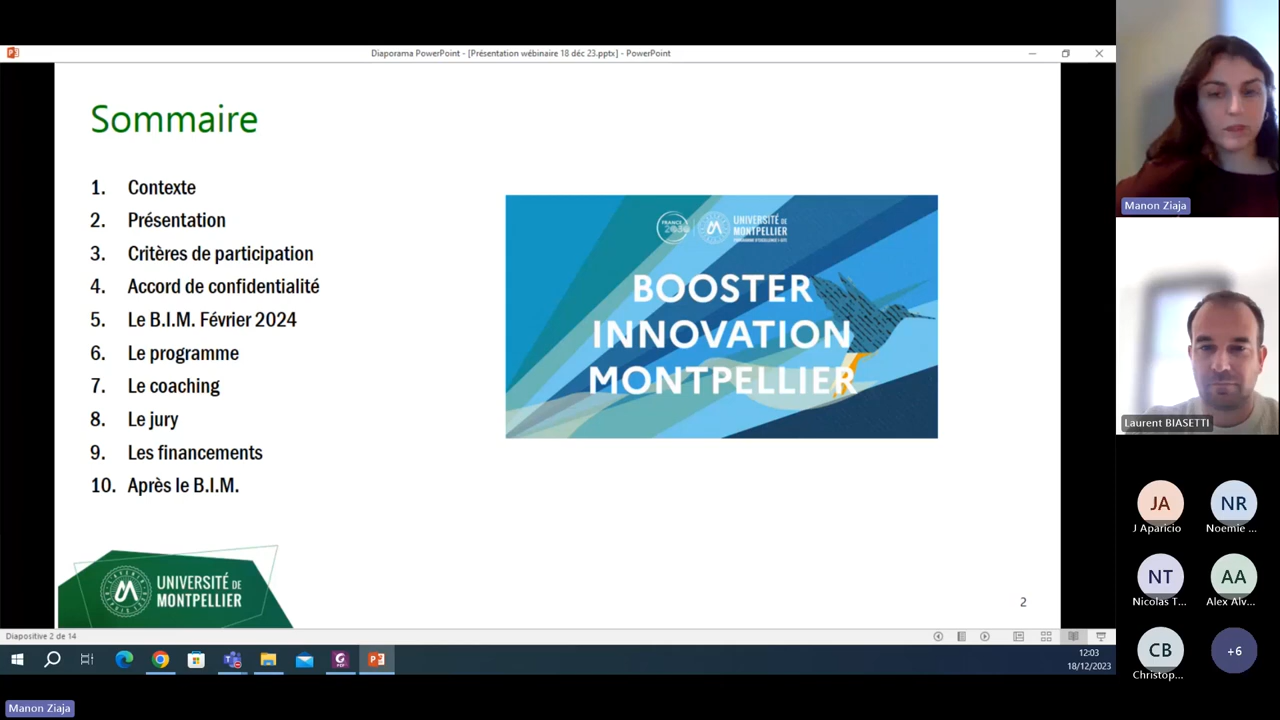 Diaporama PowerPoint - [Présentation wébinaire 18 déc 23.pptx] - PowerPoint
Sommaire
1. Contexte
2. Présentation
3. Critères de participation
4. Accord de confidentialité
5. Le B.I.M. Février 2024
6. Le programme
7. Le coaching
8. Le jury
9. Les financements
10. Après le B.I.M.
FRANCE
2030
UNIVERSITÉ DE
MONTPELLIER
BOOSTER
INNOVATION
MONTPELLIER
UNIVERSITÉ DE
MONTPELLIER
2
Diapositive 2 de 14
12:03
18/12/2023
Manon Ziaja
Manon Ziaja
Laurent BIASETTI
JA
J Aparicio
NR
Noemie ...
NT
Nicolas T...
AA
Alex Alv...
CB
Christop...
+6